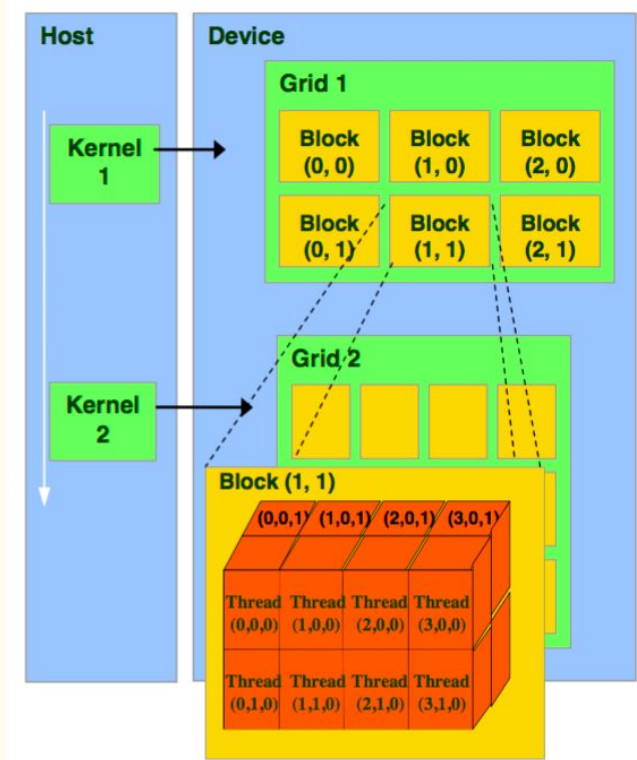 Host
Device
Grid 1
Kernel
1
Block
(0, 0)
Block
(1, 0)
Block
(2, 0)
Block
(0, 1)
Block
(1, 1)
Block
(2, 1)
Grid 2
Kernel
2
Block (1, 1)
(0,0,1) (1,0,1) (2,0,1) (3,0,1)
Thread Thread Thread Thread
(0,0,0) (1,0,0) (2,0,0) (3,0,0)
Thread Thread Thread Thread
(0,1,0) (1,1,0) (2,1,0) (3,1,0)